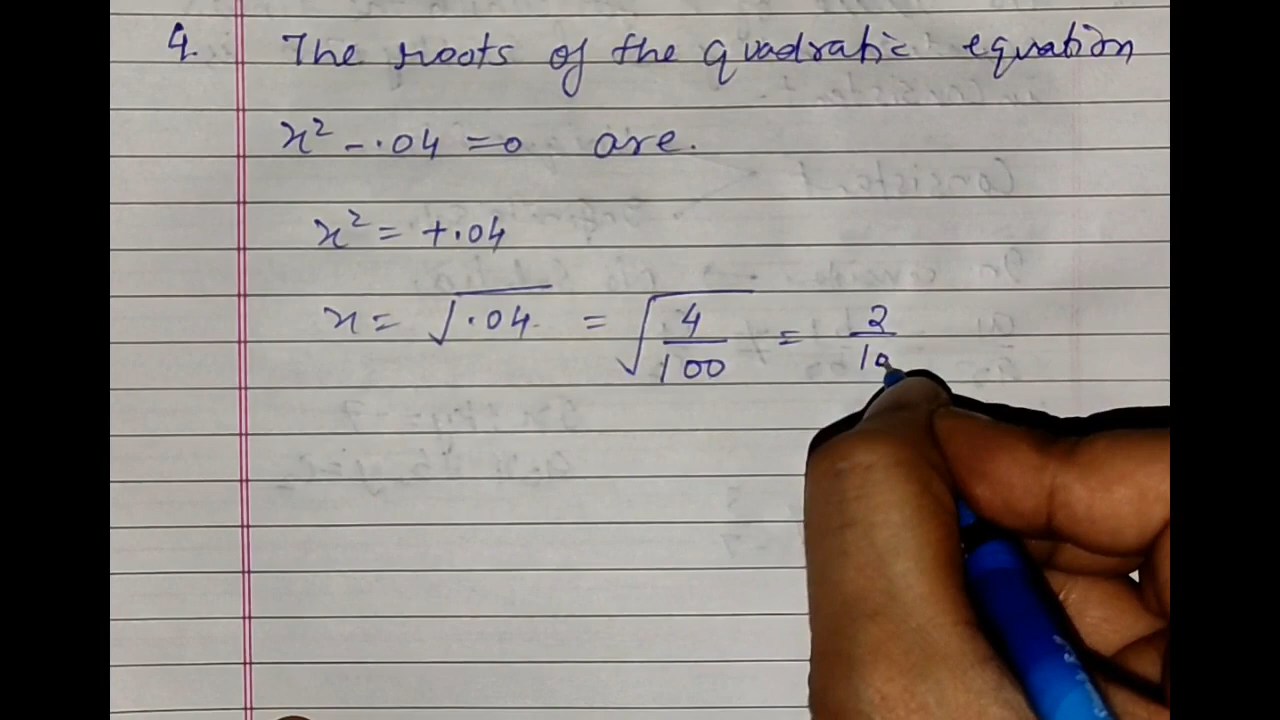 4. The roots of the quadratic equation
x² - .04 = 0 are.
x² = +.04
x = √.04 = √4/100 = 2/10